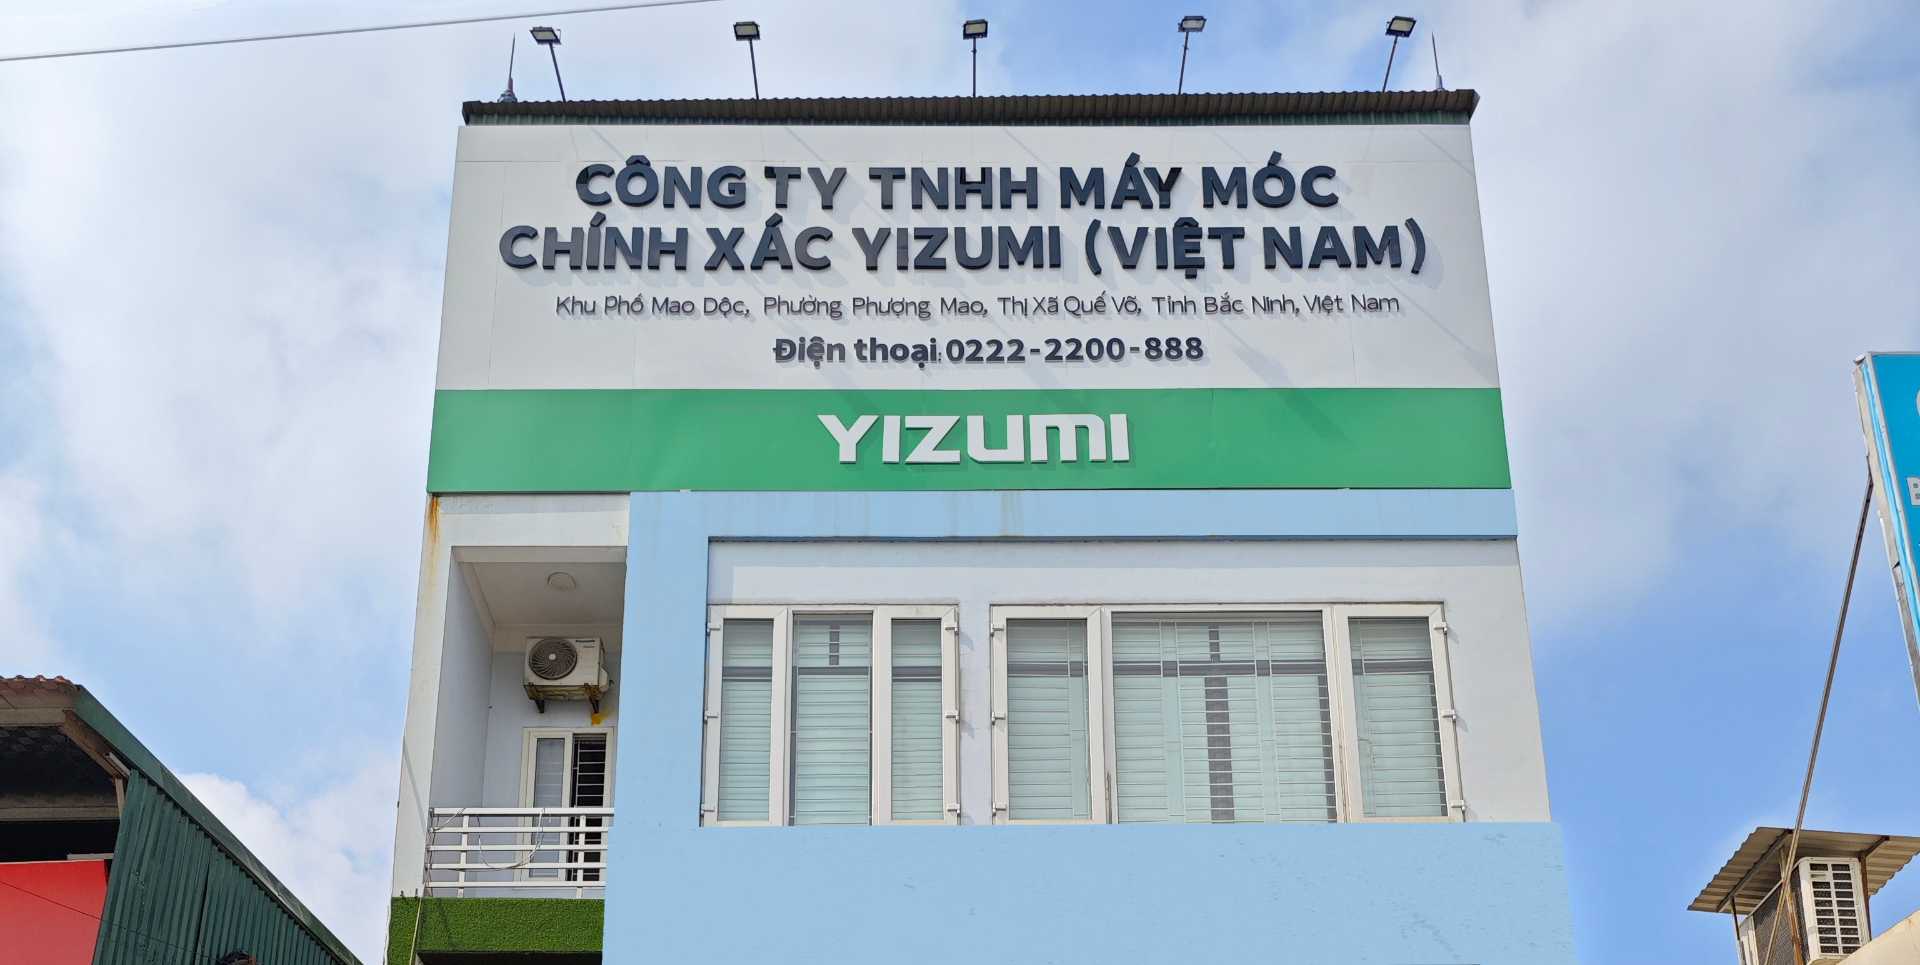 CÔNG TY TNHH MÁY MÓC
CHÍNH XÁC YIZUMI (VIỆT NAM)
Khu Phố Mao Dộc, Phường Phượng Mao, Thị Xã Quế Võ, Tỉnh Bắc Ninh, Việt Nam
Điện thoại: 0222-2200-888
YIZUMI